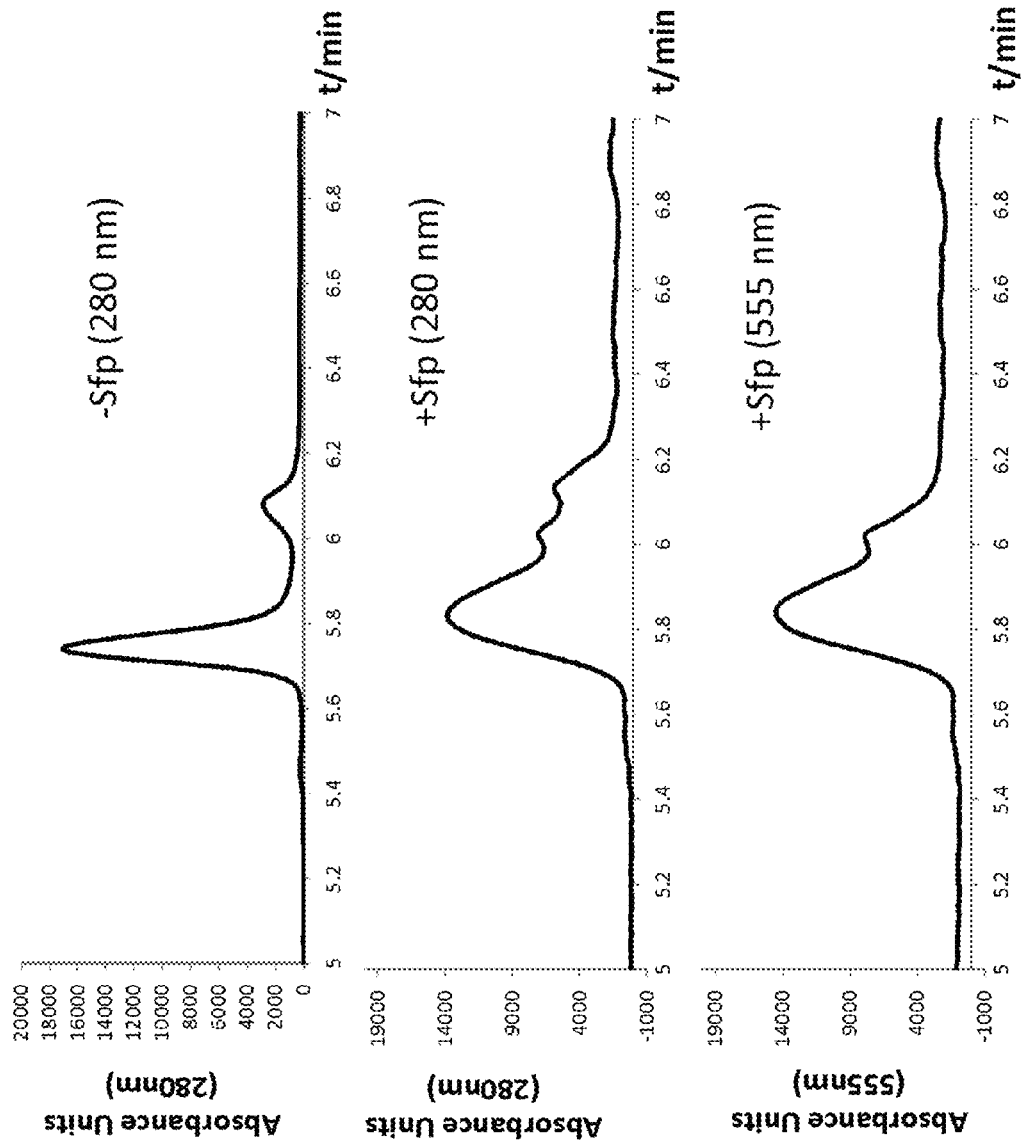 -Sfp (280 nm)
Absorbance Units
(280nm)
20000
18000
16000
14000
12000
10000
8000
6000
4000
2000
0
5 5.2 5.4 5.6 5.8 6 6.2 6.4 6.6 6.8 7
t/min
+Sfp (280 nm)
Absorbance Units
(280nm)
19000
14000
9000
4000
-1000
5 5.2 5.4 5.6 5.8 6 6.2 6.4 6.6 6.8 7
t/min
+Sfp (555 nm)
Absorbance Units
(555nm)
19000
14000
9000
4000
-1000
5 5.2 5.4 5.6 5.8 6 6.2 6.4 6.6 6.8 7
t/min